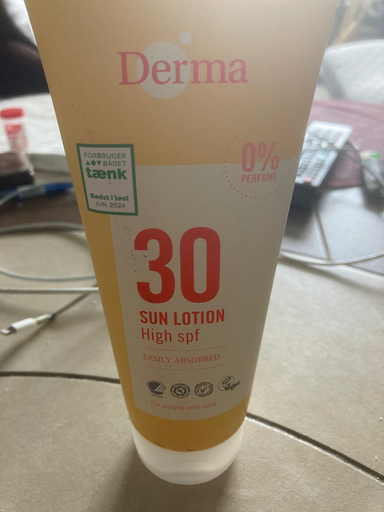 Derma
FORBRUGER
RÅDET
tænk
Bedst i test
JUN. 2024
0%
PERFUME
30
SUN LOTION
High spf
EASILY ABSORBED
Vegan
For people who care